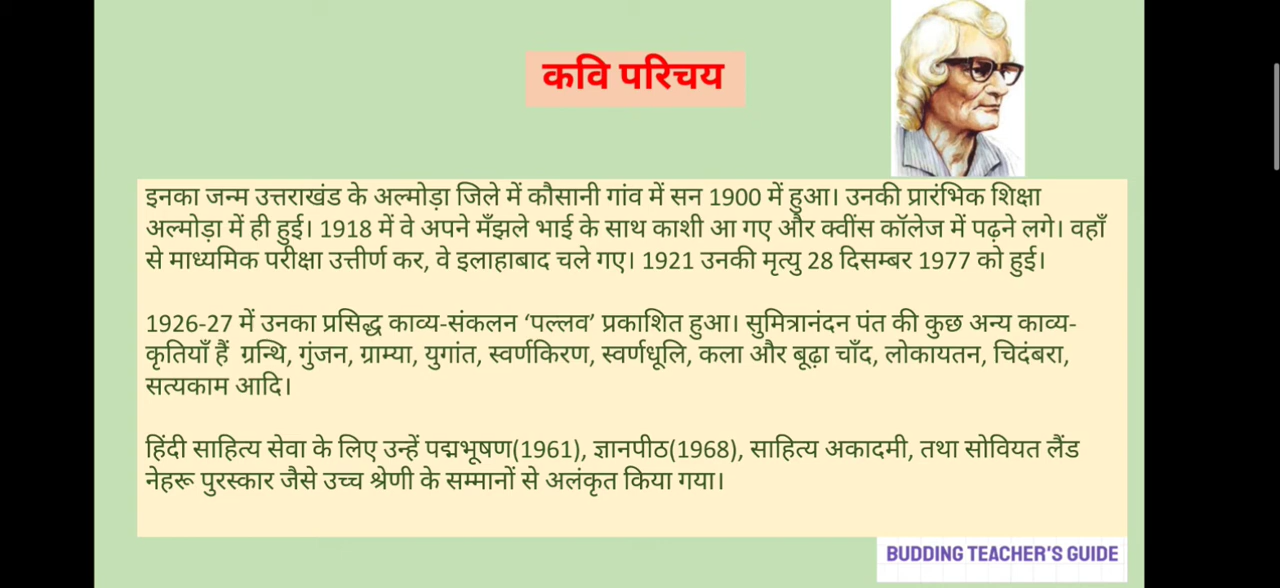 कवि परिचय
इनका जन्म उत्तराखंड के अल्मोड़ा जिले में कौसानी गांव में सन 1900 में हुआ। उनकी प्रारंभिक शिक्षा
अल्मोड़ा में ही हुई। 1918 में वे अपने मँझले भाई के साथ काशी आ गए और क्वींस कॉलेज में पढ़ने लगे। वहाँ
से माध्यमिक परीक्षा उत्तीर्ण कर, वे इलाहाबाद चले गए। 1921 उनकी मृत्यु 28 दिसम्बर 1977 को हुई।
1926-27 में उनका प्रसिद्ध काव्य-संकलन ‘पल्लव’ प्रकाशित हुआ। सुमित्रानंदन पंत की कुछ अन्य काव्य-
कृतियाँ हैं ग्रन्थि, गुंजन, ग्राम्या, युगांत, स्वर्णकिरण, स्वर्णधूलि, कला और बूढ़ा चाँद, लोकायतन, चिदंबरा,
सत्यकाम आदि।
हिंदी साहित्य सेवा के लिए उन्हें पद्मभूषण(1961), ज्ञानपीठ(1968), साहित्य अकादमी, तथा सोवियत लैंड
नेहरू पुरस्कार जैसे उच्च श्रेणी के सम्मानों से अलंकृत किया गया।
BUDDING TEACHER'S GUIDE